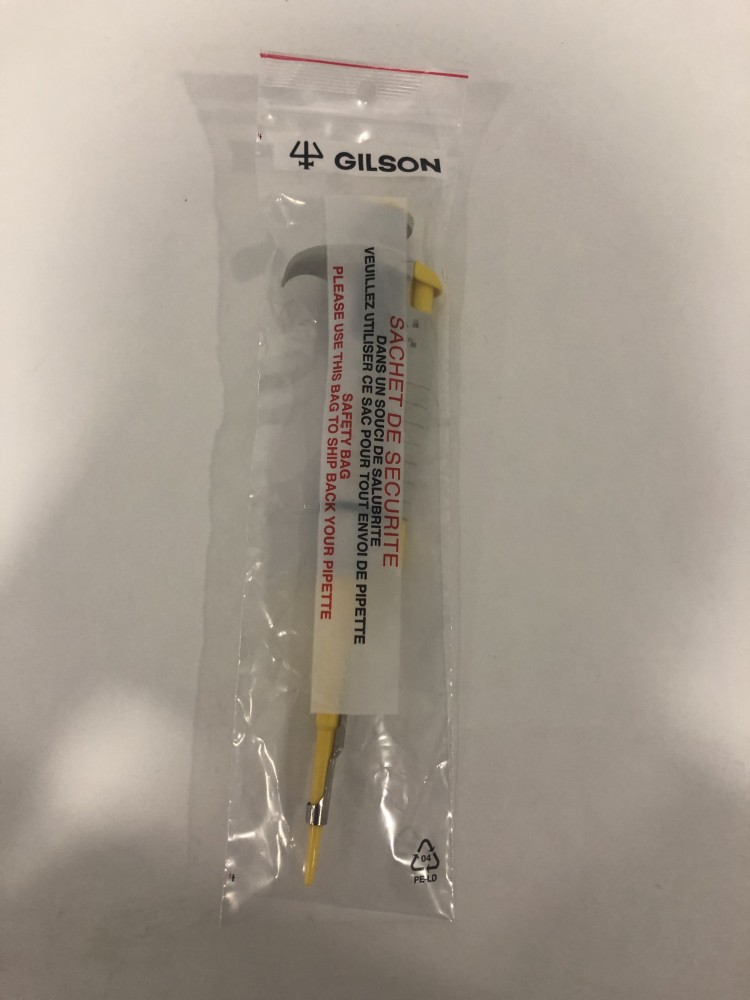 GILSON
SACHET DE SECURITE
DANS UN SOUCI DE SALUBRITE
VEUILLEZ UTILISER CE SAC POUR TOUT ENVOI DE PIPETTE
SAFETY BAG
PLEASE USE THIS BAG TO SHIP BACK YOUR PIPETTE
04
PE-LD